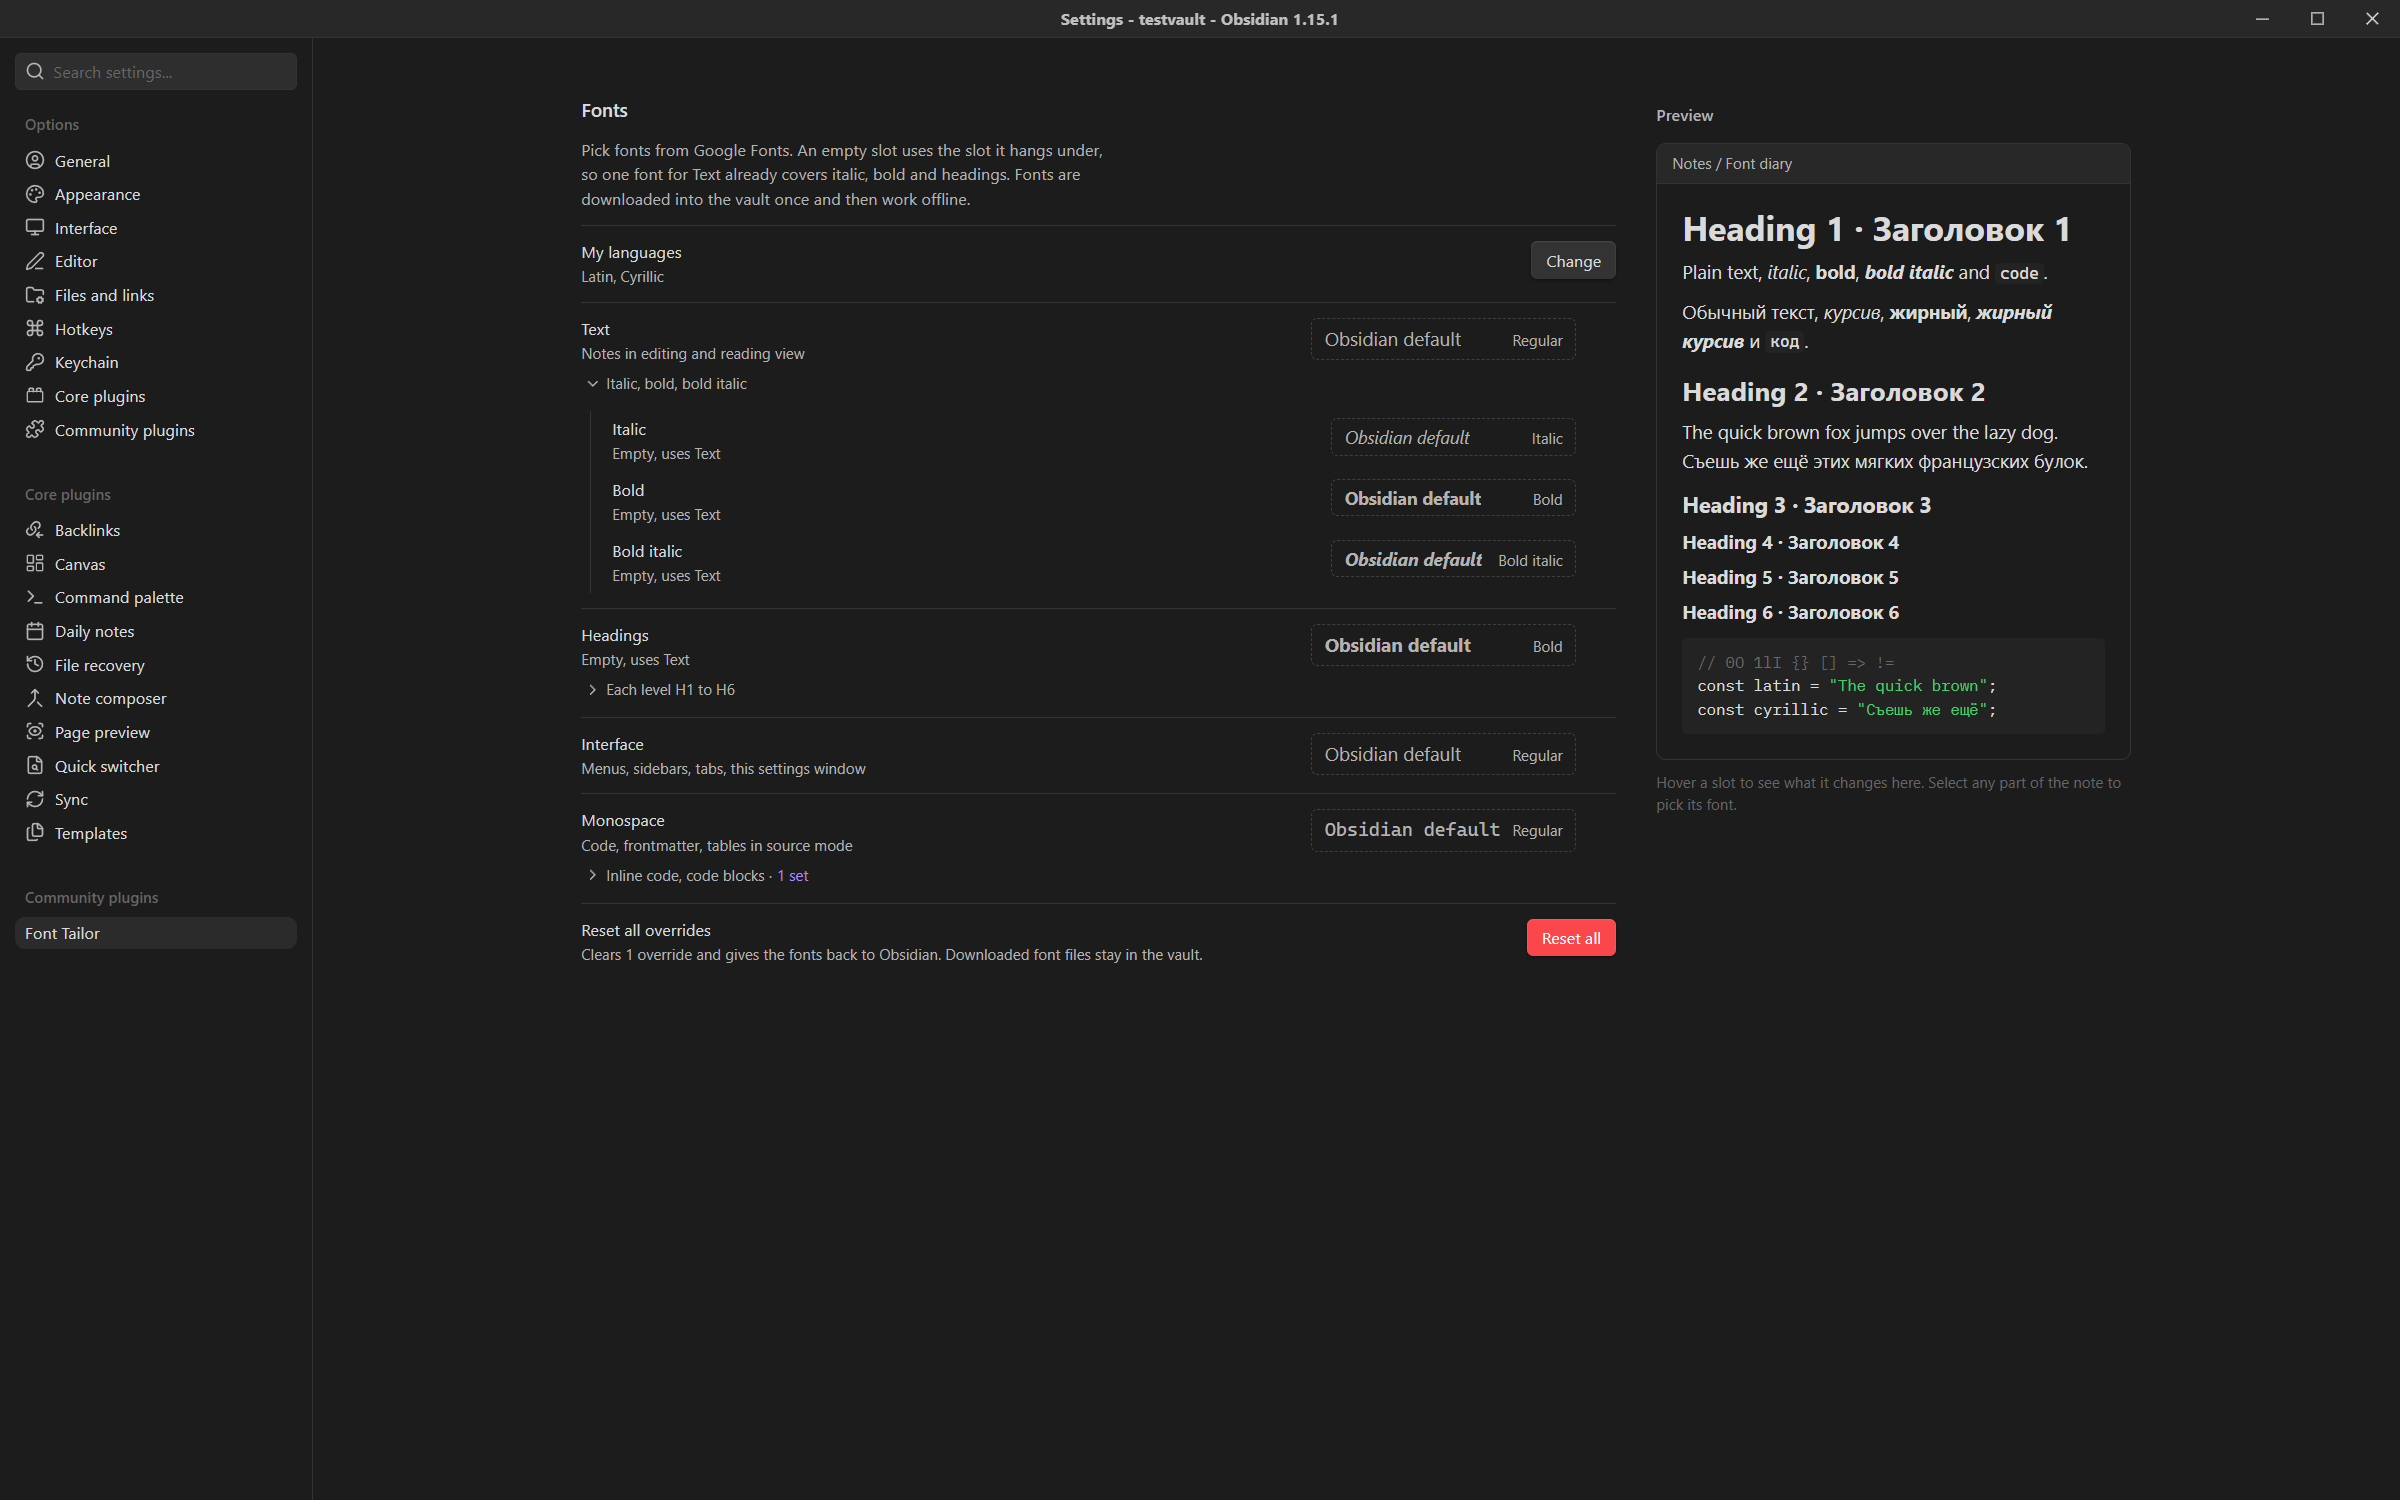 Settings - testvault - Obsidian 1.15.1
Search settings...
Options
General
Appearance
Interface
Editor
Files and links
Hotkeys
Keychain
Core plugins
Community plugins
Core plugins
Backlinks
Canvas
Command palette
Daily notes
File recovery
Note composer
Page preview
Quick switcher
Sync
Templates
Community plugins
Font Tailor
Fonts
Pick fonts from Google Fonts. An empty slot uses the slot it hangs under,
so one font for Text already covers italic, bold and headings. Fonts are
downloaded into the vault once and then work offline.
My languages
Latin, Cyrillic
Change
Text
Notes in editing and reading view
Obsidian default Regular
Italic, bold, bold italic
Italic
Empty, uses Text
Obsidian default Italic
Bold
Empty, uses Text
Obsidian default Bold
Bold italic
Empty, uses Text
Obsidian default Bold italic
Headings
Empty, uses Text
Obsidian default Bold
Each level H1 to H6
Interface
Menus, sidebars, tabs, this settings window
Obsidian default Regular
Monospace
Code, frontmatter, tables in source mode
Obsidian default Regular
Inline code, code blocks · 1 set
Reset all overrides
Clears 1 override and gives the fonts back to Obsidian. Downloaded font files stay in the vault.
Reset all
Preview
Notes / Font diary
Heading 1 · Заголовок 1
Plain text, italic, bold, bold italic and code.
Обычный текст, курсив, жирный, жирный
курсив и код.
Heading 2 · Заголовок 2
The quick brown fox jumps over the lazy dog.
Съешь же ещё этих мягких французских булок.
Heading 3 · Заголовок 3
Heading 4 · Заголовок 4
Heading 5 · Заголовок 5
Heading 6 · Заголовок 6
// 0O 1lI {} [] => !=
const latin = "The quick brown";
const cyrillic = "Съешь же ещё";
Hover a slot to see what it changes here. Select any part of the note to
pick its font.